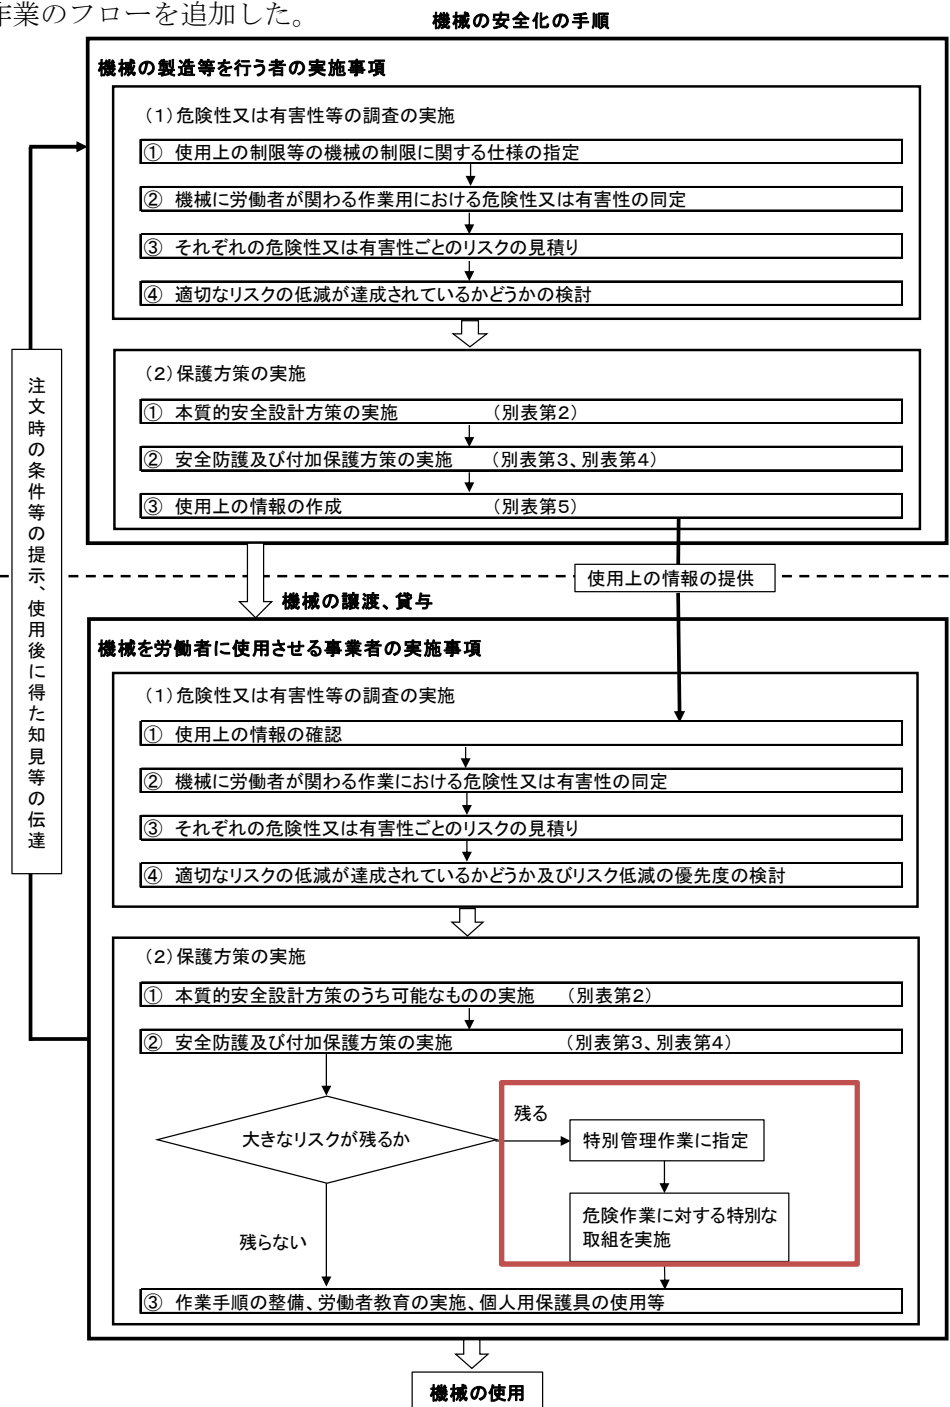 作業のフローを追加した。
機械の安全化の手順
機械の製造等を行う者の実施事項
(1)危険性又は有害性等の調査の実施
① 使用上の制限等の機械の制限に関する仕様の指定
② 機械に労働者が関わる作業用における危険性又は有害性の同定
③ それぞれの危険性又は有害性ごとのリスクの見積り
④ 適切なリスクの低減が達成されているかどうかの検討
(2)保護方策の実施
① 本質的安全設計方策の実施 (別表第2)
② 安全防護及び付加保護方策の実施 (別表第3、別表第4)
③ 使用上の情報の作成 (別表第5)
注文時の条件等の提示、使用後に得た知見等の伝達
使用上の情報の提供
機械の譲渡、貸与
機械を労働者に使用させる事業者の実施事項
(1)危険性又は有害性等の調査の実施
① 使用上の情報の確認
② 機械に労働者が関わる作業における危険性又は有害性の同定
③ それぞれの危険性又は有害性ごとのリスクの見積り
④ 適切なリスクの低減が達成されているかどうか及びリスク低減の優先度の検討
(2)保護方策の実施
① 本質的安全設計方策のうち可能なものの実施 (別表第2)
② 安全防護及び付加保護方策の実施 (別表第3、別表第4)
大きなリスクが残るか
残る
特別管理作業に指定
危険作業に対する特別な
取組を実施
残らない
③ 作業手順の整備、労働者教育の実施、個人用保護具の使用等
機械の使用